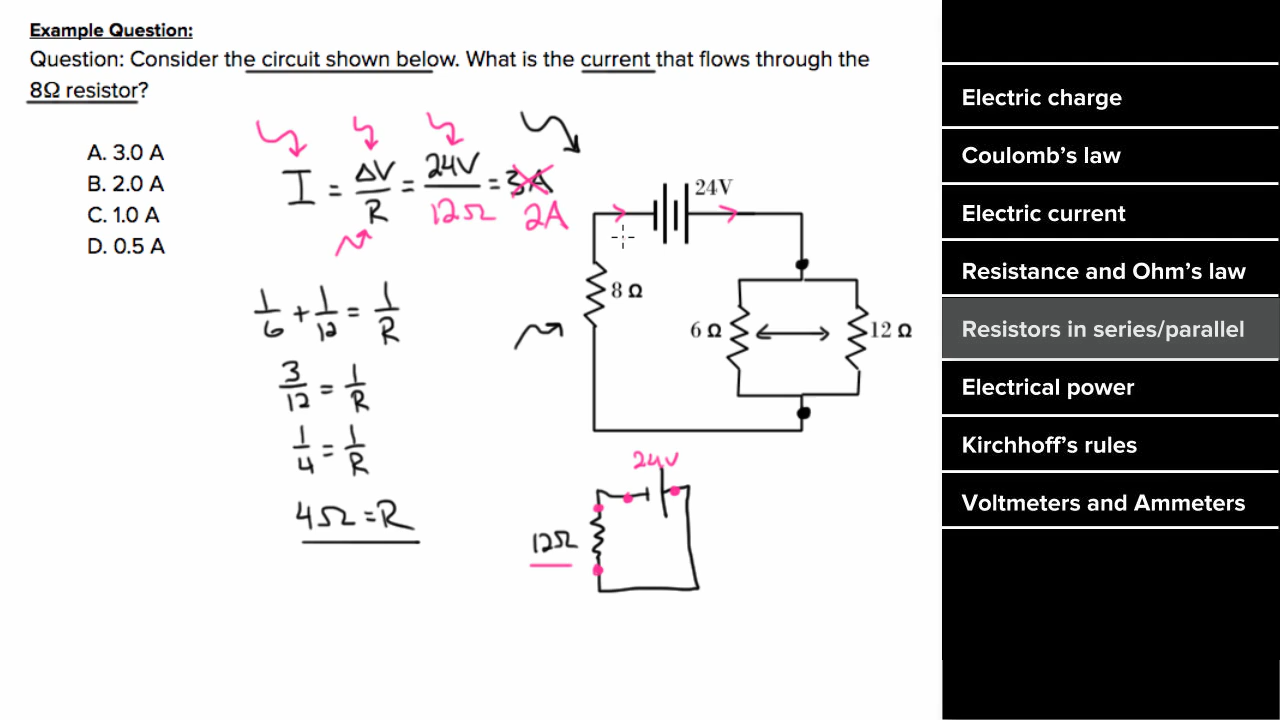 Example Question:
Question: Consider the circuit shown below. What is the current that flows through the
8Ω resistor?
A. 3.0 A
B. 2.0 A
C. 1.0 A
D. 0.5 A
I = ΔV/R = 24V/12Ω = 3A
2A
1/6 + 1/12 = 1/R
3/12 = 1/R
1/4 = 1/R
4Ω = R
24V
8 Ω
6 Ω
12 Ω
24V
12Ω
Electric charge
Coulomb’s law
Electric current
Resistance and Ohm’s law
Resistors in series/parallel
Electrical power
Kirchhoff’s rules
Voltmeters and Ammeters